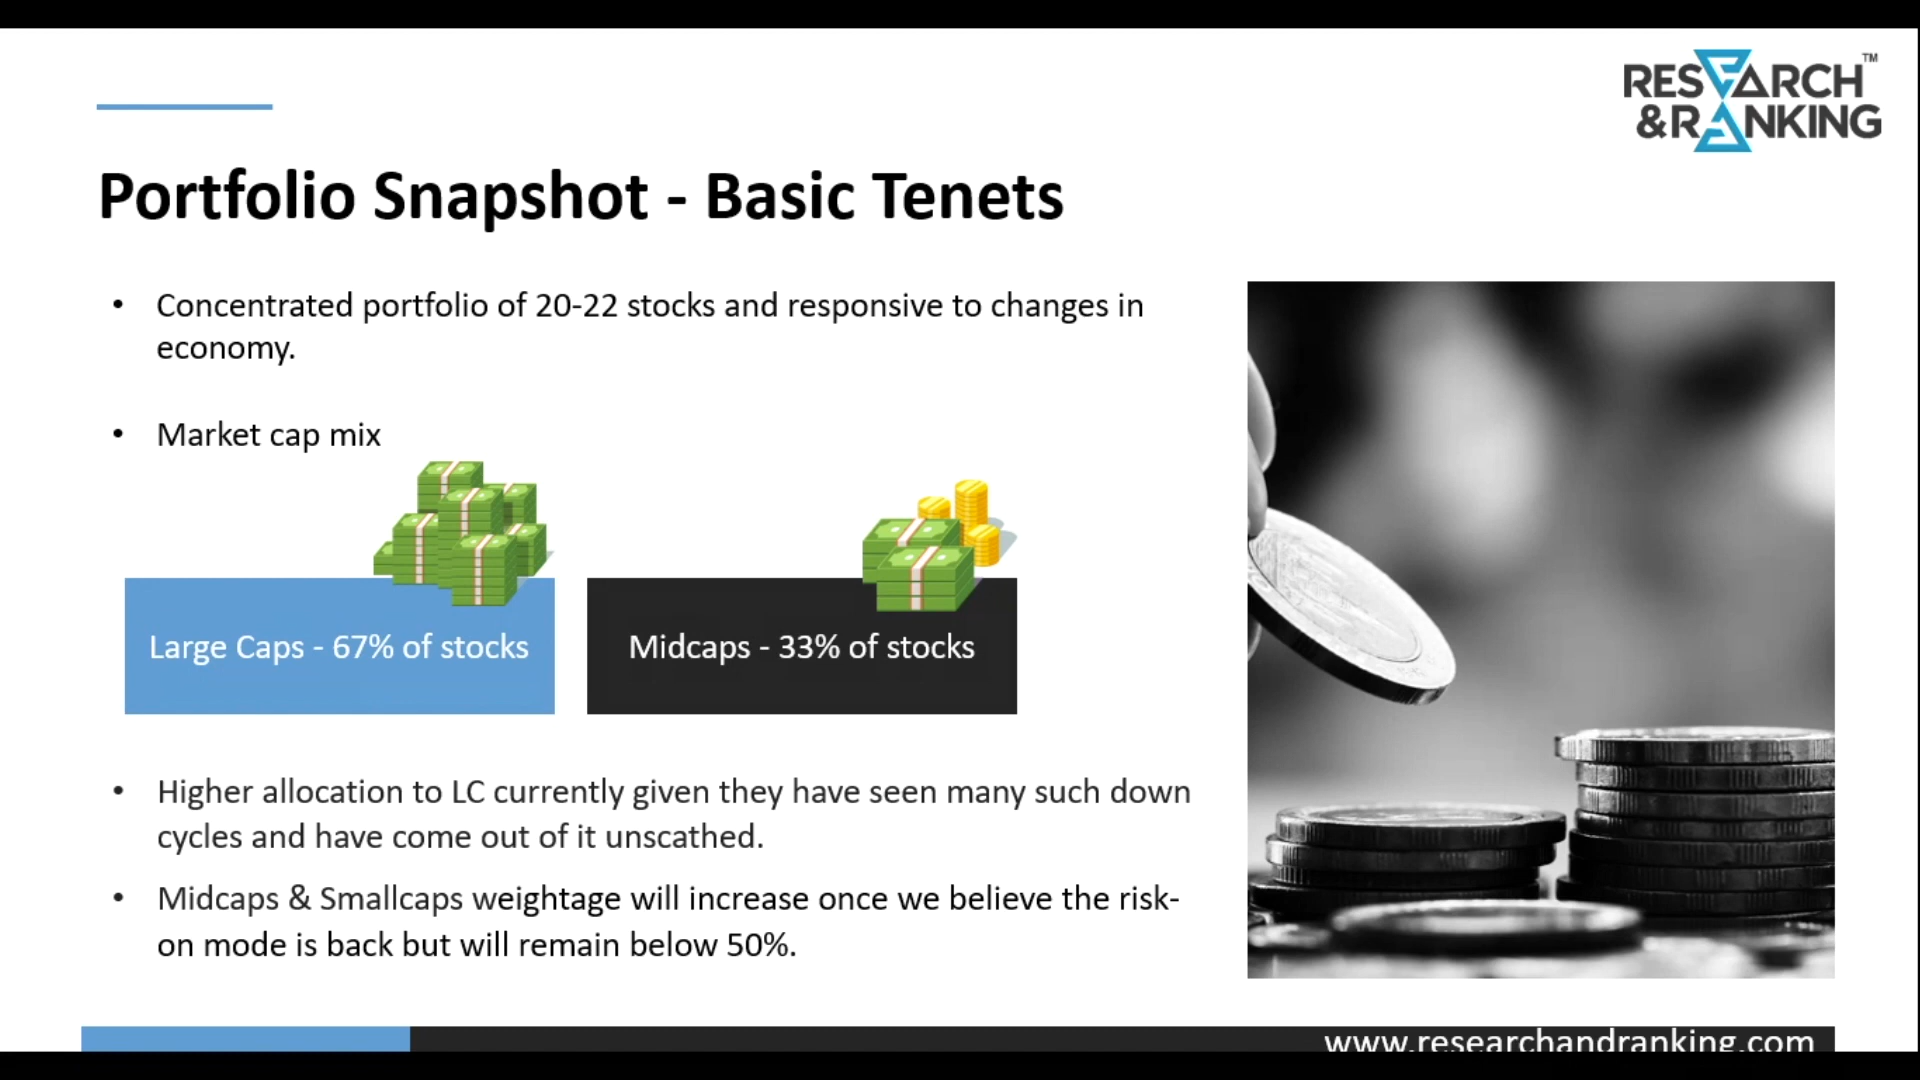 RESEARCH™
&RANKING
Portfolio Snapshot - Basic Tenets
• Concentrated portfolio of 20-22 stocks and responsive to changes in
economy.
• Market cap mix
Large Caps - 67% of stocks
Midcaps - 33% of stocks
• Higher allocation to LC currently given they have seen many such down
cycles and have come out of it unscathed.
• Midcaps & Smallcaps weightage will increase once we believe the risk-
on mode is back but will remain below 50%.
www.researchandranking.com